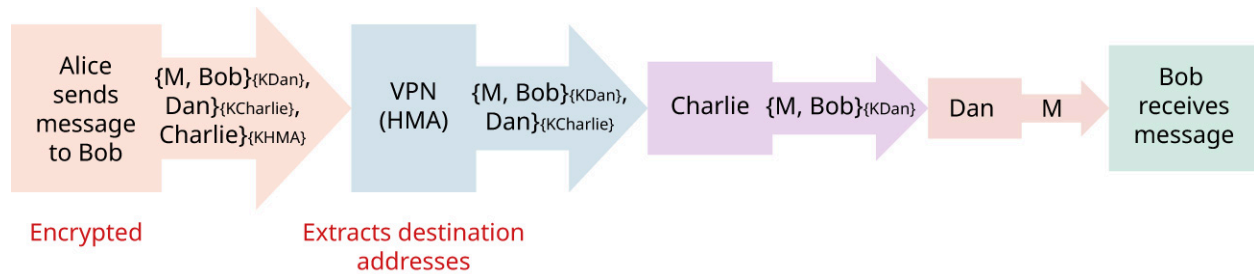 Alice
sends
message
to Bob
{M, Bob}{KDan},
Dan}{KCharlie},
Charlie}{KHMA}
VPN
(HMA)
{M, Bob}{KDan},
Dan}{KCharlie}
Charlie
{M, Bob}{KDan}
Dan
M
Bob
receives
message
Encrypted
Extracts destination
addresses